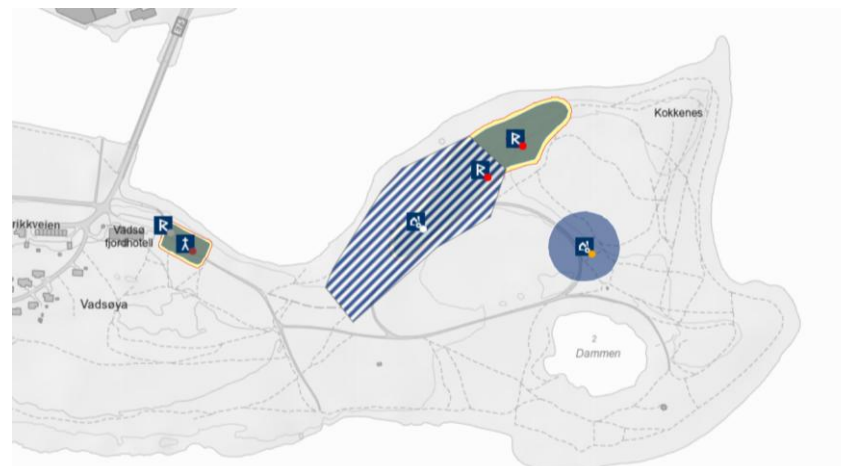 Kokkenes
rikkveien
Vadsø
fjordhotell
Vadsøya
2
Dammen